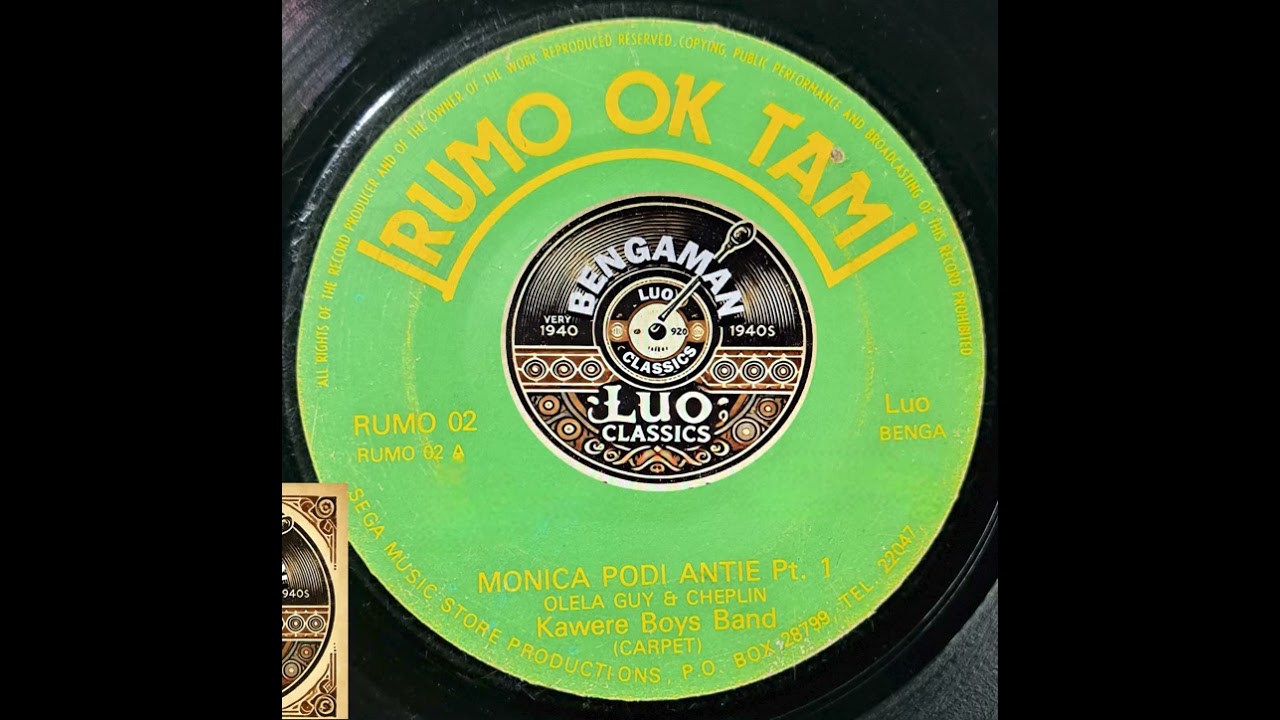 ALL RIGHTS OF THE RECORD PRODUCER AND OF THE OWNER OF THE WORK REPRODUCED RESERVED. COPYING, PUBLIC PERFORMANCE AND BROADCASTING OF THIS RECORD PROHIBITED
RUMO OK TAM
BENGAMAN
LUO
VERY
1940
920
1940S
CLASSICS
LUO
CLASSICS
RUMO 02
RUMO 02 A
Luo
BENGA
MONICA PODI ANTIE Pt. 1
OLELA GUY & CHEPLIN
Kawere Boys Band
(CARPET)
SEGA MUSIC STORE PRODUCTIONS, P.O. BOX 28799, TEL. 22047
1940S